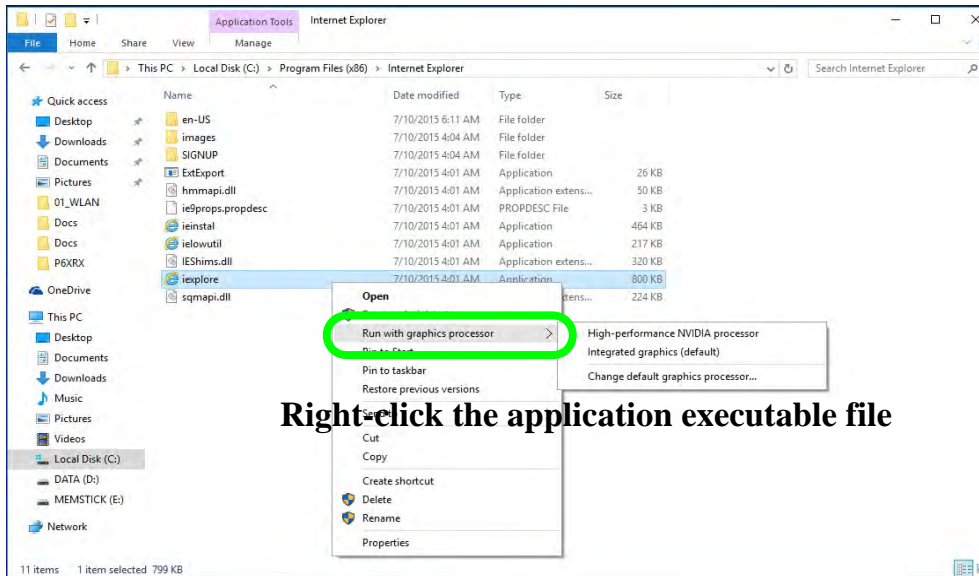 Application Tools Internet Explorer
File Home Share View Manage
This PC > Local Disk (C:) > Program Files (x86) > Internet Explorer Search Internet Explorer
Name Date modified Type Size
Quick access
Desktop
Downloads
Documents
Pictures
01_WLAN
Docs
Docs
P6XRX
OneDrive
This PC
Desktop
Documents
Downloads
Music
Pictures
Videos
Local Disk (C:)
DATA (D:)
MEMSTICK (E:)
Network
en-US 7/10/2015 6:11 AM File folder
images 7/10/2015 4:04 AM File folder
SIGNUP 7/10/2015 4:04 AM File folder
ExtExport 7/10/2015 4:01 AM Application 26 KB
hmmapi.dll 7/10/2015 4:01 AM Application extens... 50 KB
ie9props.propdesc 7/10/2015 4:01 AM PROPDESC File 3 KB
ieinstal 7/10/2015 4:01 AM Application 464 KB
ielowutil 7/10/2015 4:01 AM Application 217 KB
IEShims.dll 7/10/2015 4:01 AM Application extens... 320 KB
iexplore 7/10/2015 4:01 AM Application 800 KB
sqmapi.dll tens... 224 KB
Open
Run with graphics processor >
Pin to Start
Pin to taskbar
Restore previous versions
Cut
Copy
Create shortcut
Delete
Rename
Properties
High-performance NVIDIA processor
Integrated graphics (default)
Change default graphics processor...
Right-click the application executable file
11 items 1 item selected 799 KB